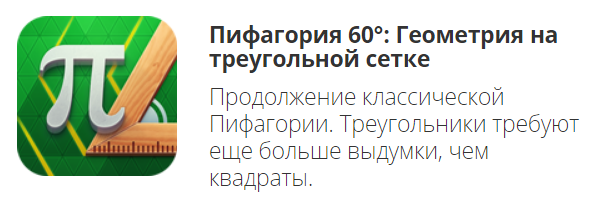 Пифагория 60°: Геометрия на
треугольной сетке
Продолжение классической
Пифагории. Треугольники требуют
еще больше выдумки, чем
квадраты.
π